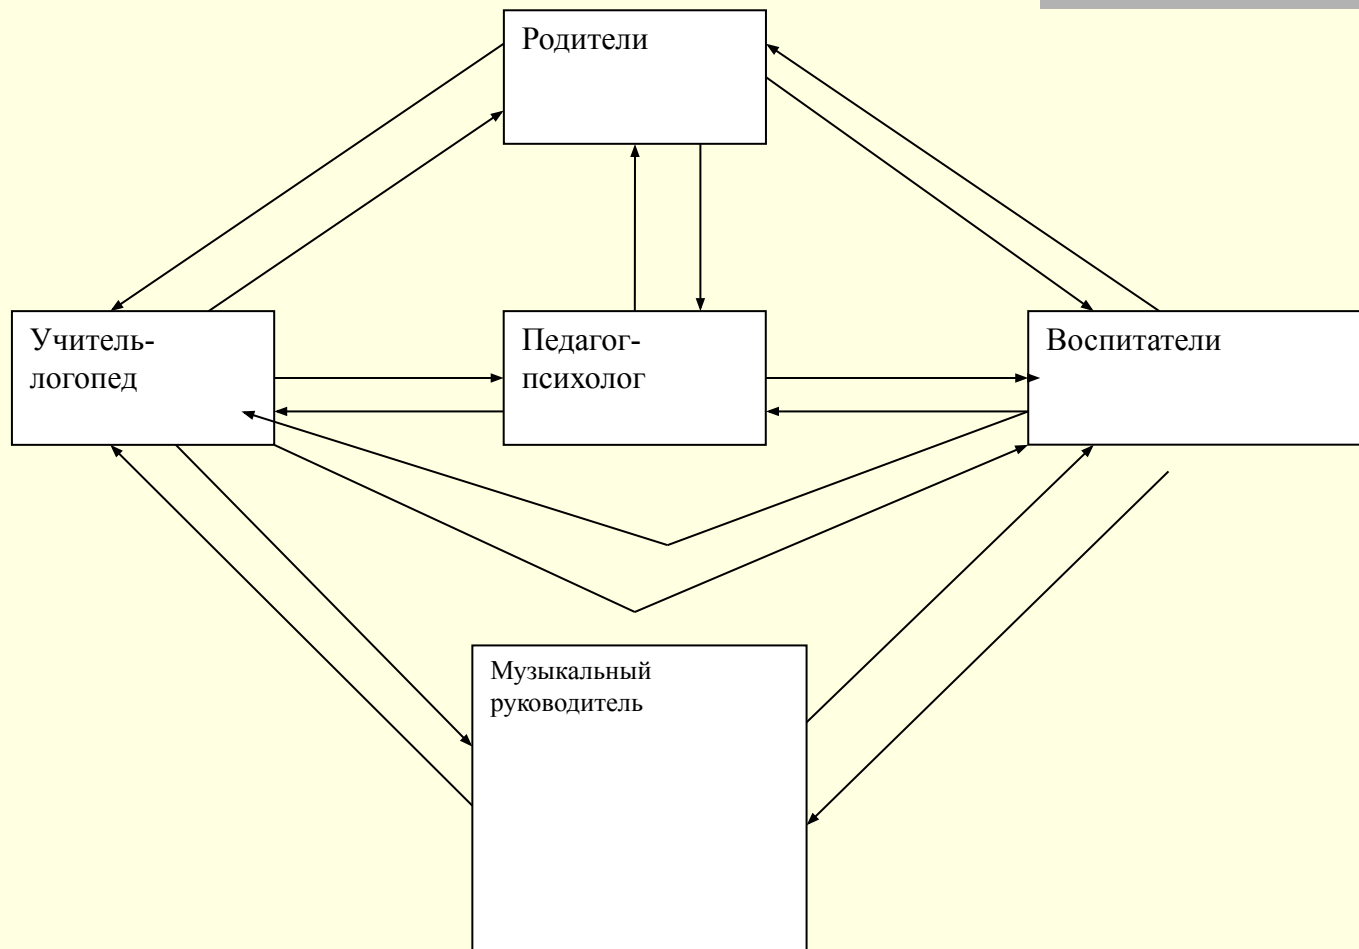 Родители
Учитель-
логопед
Педагог-
психолог
Воспитатели
Музыкальный
руководитель